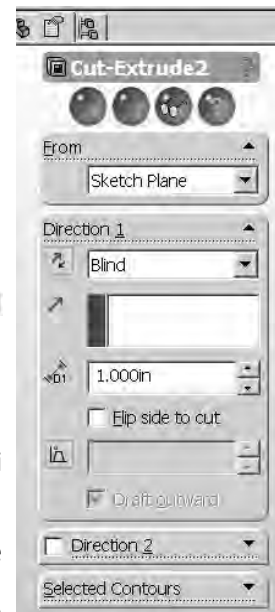 Cut-Extrude2
From
Sketch Plane
Direction 1
Blind
D1
1.000in
Flip side to cut
Draft outward
Direction 2
Selected Contours